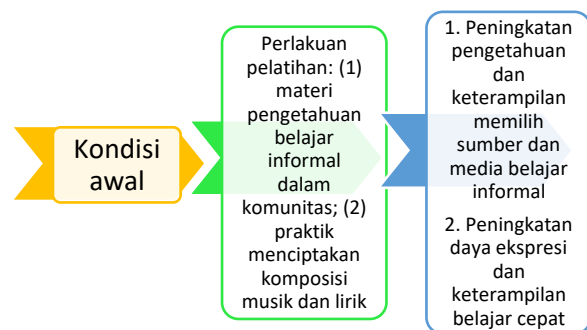 Kondisi
awal
Perlakuan
pelatihan: (1)
materi
pengetahuan
belajar
informal
dalam
komunitas; (2)
praktik
menciptakan
komposisi
musik dan lirik
1. Peningkatan
pengetahuan
dan
keterampilan
memilih
sumber dan
media belajar
informal
2. Peningkatan
daya ekspresi
dan
keterampilan
belajar cepat